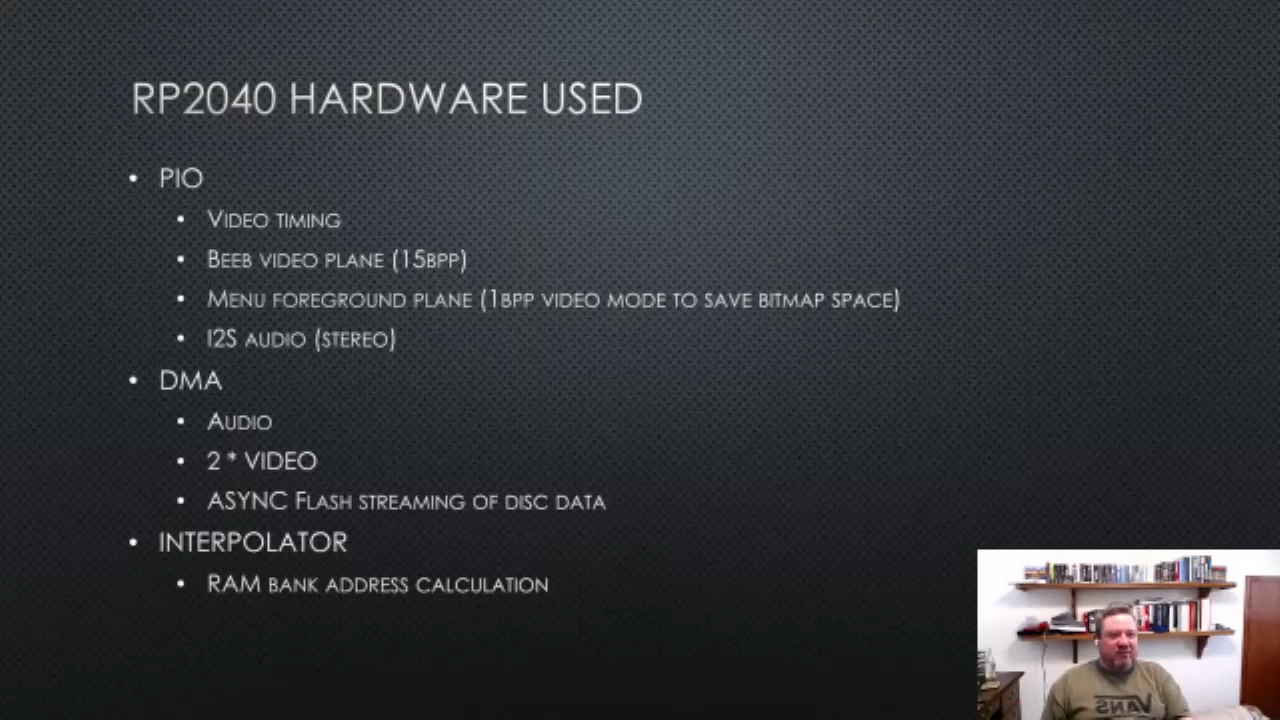 RP2040 HARDWARE USED
• PIO
• VIDEO TIMING
• BEEB VIDEO PLANE (15BPP)
• MENU FOREGROUND PLANE (1BPP VIDEO MODE TO SAVE BITMAP SPACE)
• I2S AUDIO (STEREO)
• DMA
• AUDIO
• 2 * VIDEO
• ASYNC FLASH STREAMING OF DISC DATA
• INTERPOLATOR
• RAM BANK ADDRESS CALCULATION
VANS